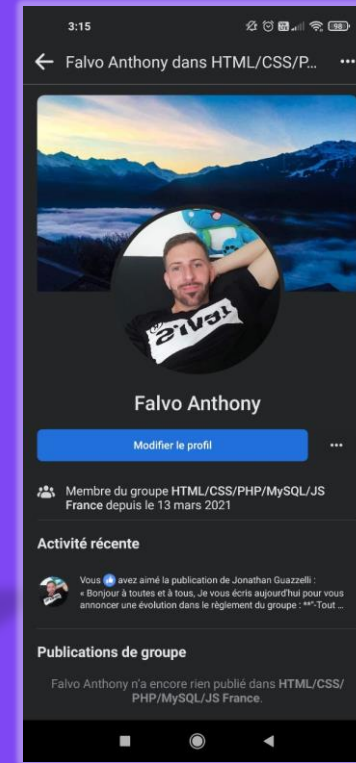 3:15
98
Falvo Anthony dans HTML/CSS/P... ...
Falvo Anthony
Modifier le profil
...
Membre du groupe HTML/CSS/PHP/MySQL/JS
France depuis le 13 mars 2021
Activité récente
Vous avez aimé la publication de Jonathan Guazzelli :
« Bonjour à toutes et à tous, Je vous écris aujourd'hui pour vous
annoncer une évolution dans le règlement du groupe : **"-Tout ...
Publications de groupe
Falvo Anthony n'a encore rien publié dans HTML/CSS/
PHP/MySQL/JS France.